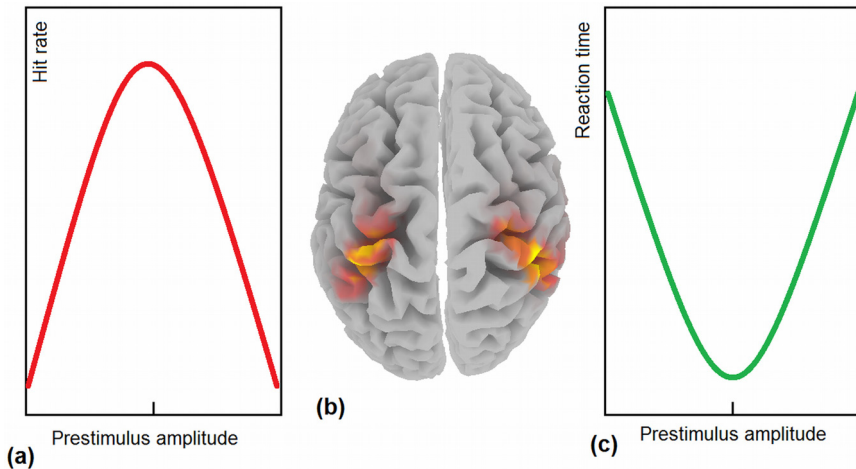 Hit rate
Prestimulus amplitude
(a)
(b)
Reaction time
Prestimulus amplitude
(c)